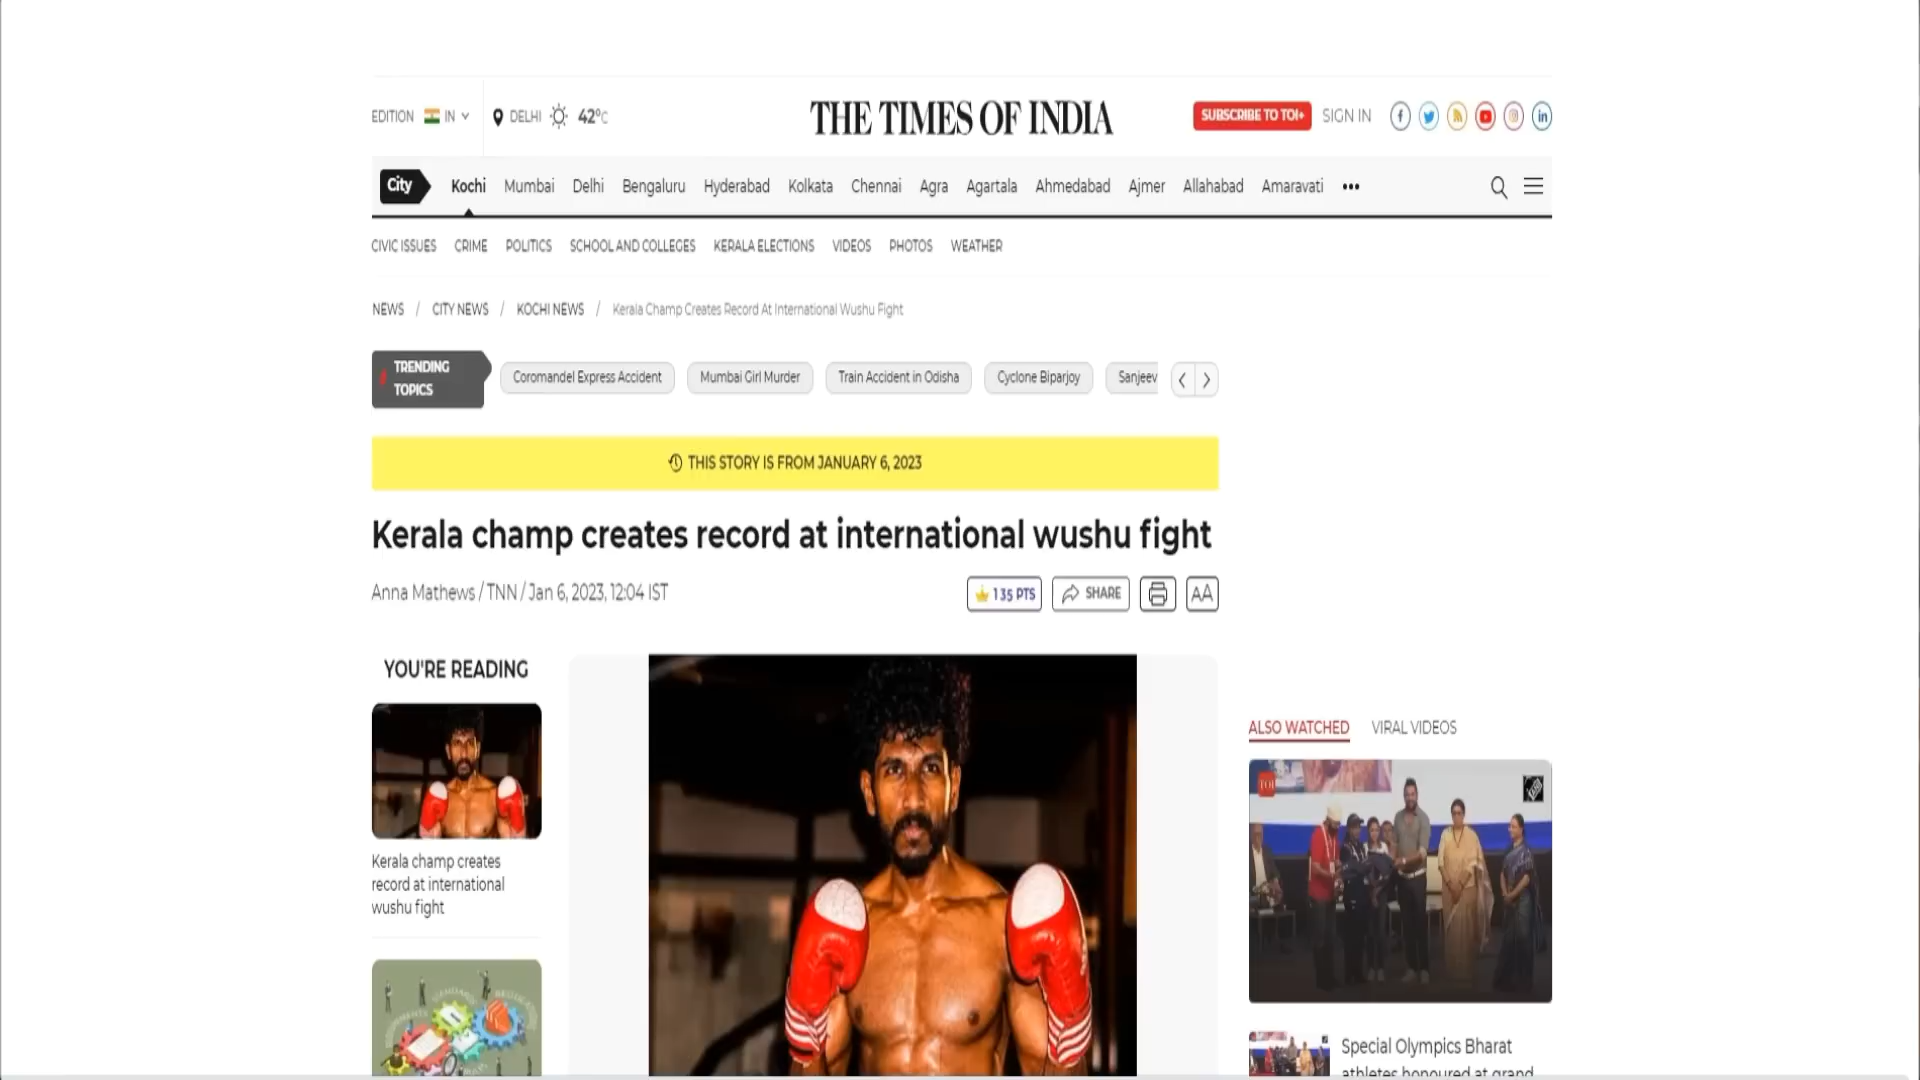 EDITION IN DELHI 42°C THE TIMES OF INDIA SUBSCRIBE TO TOI+ SIGN IN
City Kochi Mumbai Delhi Bengaluru Hyderabad Kolkata Chennai Agra Agartala Ahmedabad Ajmer Allahabad Amaravati •••
CIVIC ISSUES CRIME POLITICS SCHOOL AND COLLEGES KERALA ELECTIONS VIDEOS PHOTOS WEATHER
NEWS / CITY NEWS / KOCHI NEWS / Kerala Champ Creates Record At International Wushu Fight
TRENDING
TOPICS
Coromandel Express Accident Mumbai Girl Murder Train Accident in Odisha Cyclone Biparjoy Sanjeev
THIS STORY IS FROM JANUARY 6, 2023
Kerala champ creates record at international wushu fight
Anna Mathews / TNN / Jan 6, 2023, 12:04 IST
135 PTS SHARE AA
YOU'RE READING
Kerala champ creates
record at international
wushu fight
ALSO WATCHED VIRAL VIDEOS
TOI
Special Olympics Bharat
athletes honoured at grand